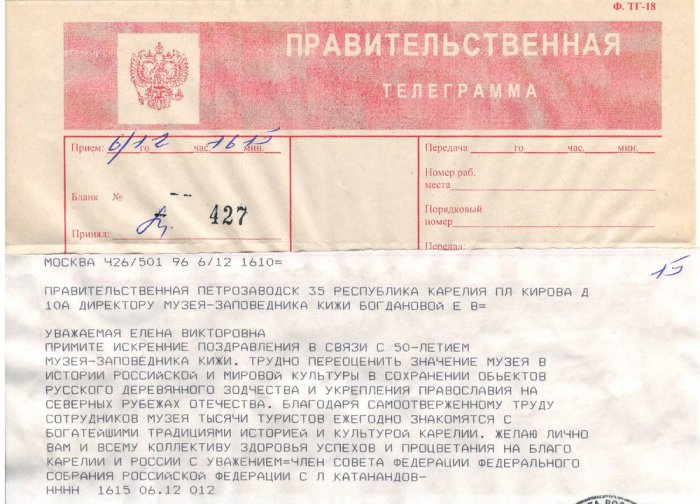 Ф. ТГ-18
ПРАВИТЕЛЬСТВЕННАЯ
ТЕЛЕГРАММА
Прием: 6/12 го час. 16 15 мин.
Передача го час. мин.
Номер раб.
места
Бланк № --
427
Порядковый
номер
Принял:
Передал:
МОСКВА 426/501 96 6/12 1610=
15
ПРАВИТЕЛЬСТВЕННАЯ ПЕТРОЗАВОДСК 35 РЕСПУБЛИКА КАРЕЛИЯ ПЛ КИРОВА Д
10А ДИРЕКТОРУ МУЗЕЯ-ЗАПОВЕДНИКА КИЖИ БОГДАНОВОЙ Е В=
УВАЖАЕМАЯ ЕЛЕНА ВИКТОРОВНА
ПРИМИТЕ ИСКРЕННИЕ ПОЗДРАВЛЕНИЯ В СВЯЗИ С 50-ЛЕТИЕМ
МУЗЕЯ-ЗАПОВЕДНИКА КИЖИ. ТРУДНО ПЕРЕОЦЕНИТЬ ЗНАЧЕНИЕ МУЗЕЯ В
ИСТОРИИ РОССИЙСКОЙ И МИРОВОЙ КУЛЬТУРЫ В СОХРАНЕНИИ ОБЬЕКТОВ
РУССКОГО ДЕРЕВЯННОГО ЗОДЧЕСТВА И УКРЕПЛЕНИЯ ПРАВОСЛАВИЯ НА
СЕВЕРНЫХ РУБЕЖАХ ОТЕЧЕСТВА. БЛАГОДАРЯ САМООТВЕРЖЕННОМУ ТРУДУ
СОТРУДНИКОВ МУЗЕЯ ТЫСЯЧИ ТУРИСТОВ ЕЖЕГОДНО ЗНАКОМЯТСЯ С
БОГАТЕЙШИМИ ТРАДИЦИЯМИ ИСТОРИЕЙ И КУЛЬТУРОЙ КАРЕЛИИ. ЖЕЛАЮ ЛИЧНО
ВАМ И ВСЕМУ КОЛЛЕКТИВУ ЗДОРОВЬЯ УСПЕХОВ И ПРОЦВЕТАНИЯ НА БЛАГО
КАРЕЛИИ И РОССИИ С УВАЖЕНИЕМ=ЧЛЕН СОВЕТА ФЕДЕРАЦИИ ФЕДЕРАЛЬНОГО
СОБРАНИЯ РОССИЙСКОЙ ФЕДЕРАЦИИ С Л КАТАНАНДОВ-
НННН 1615 06.12 012